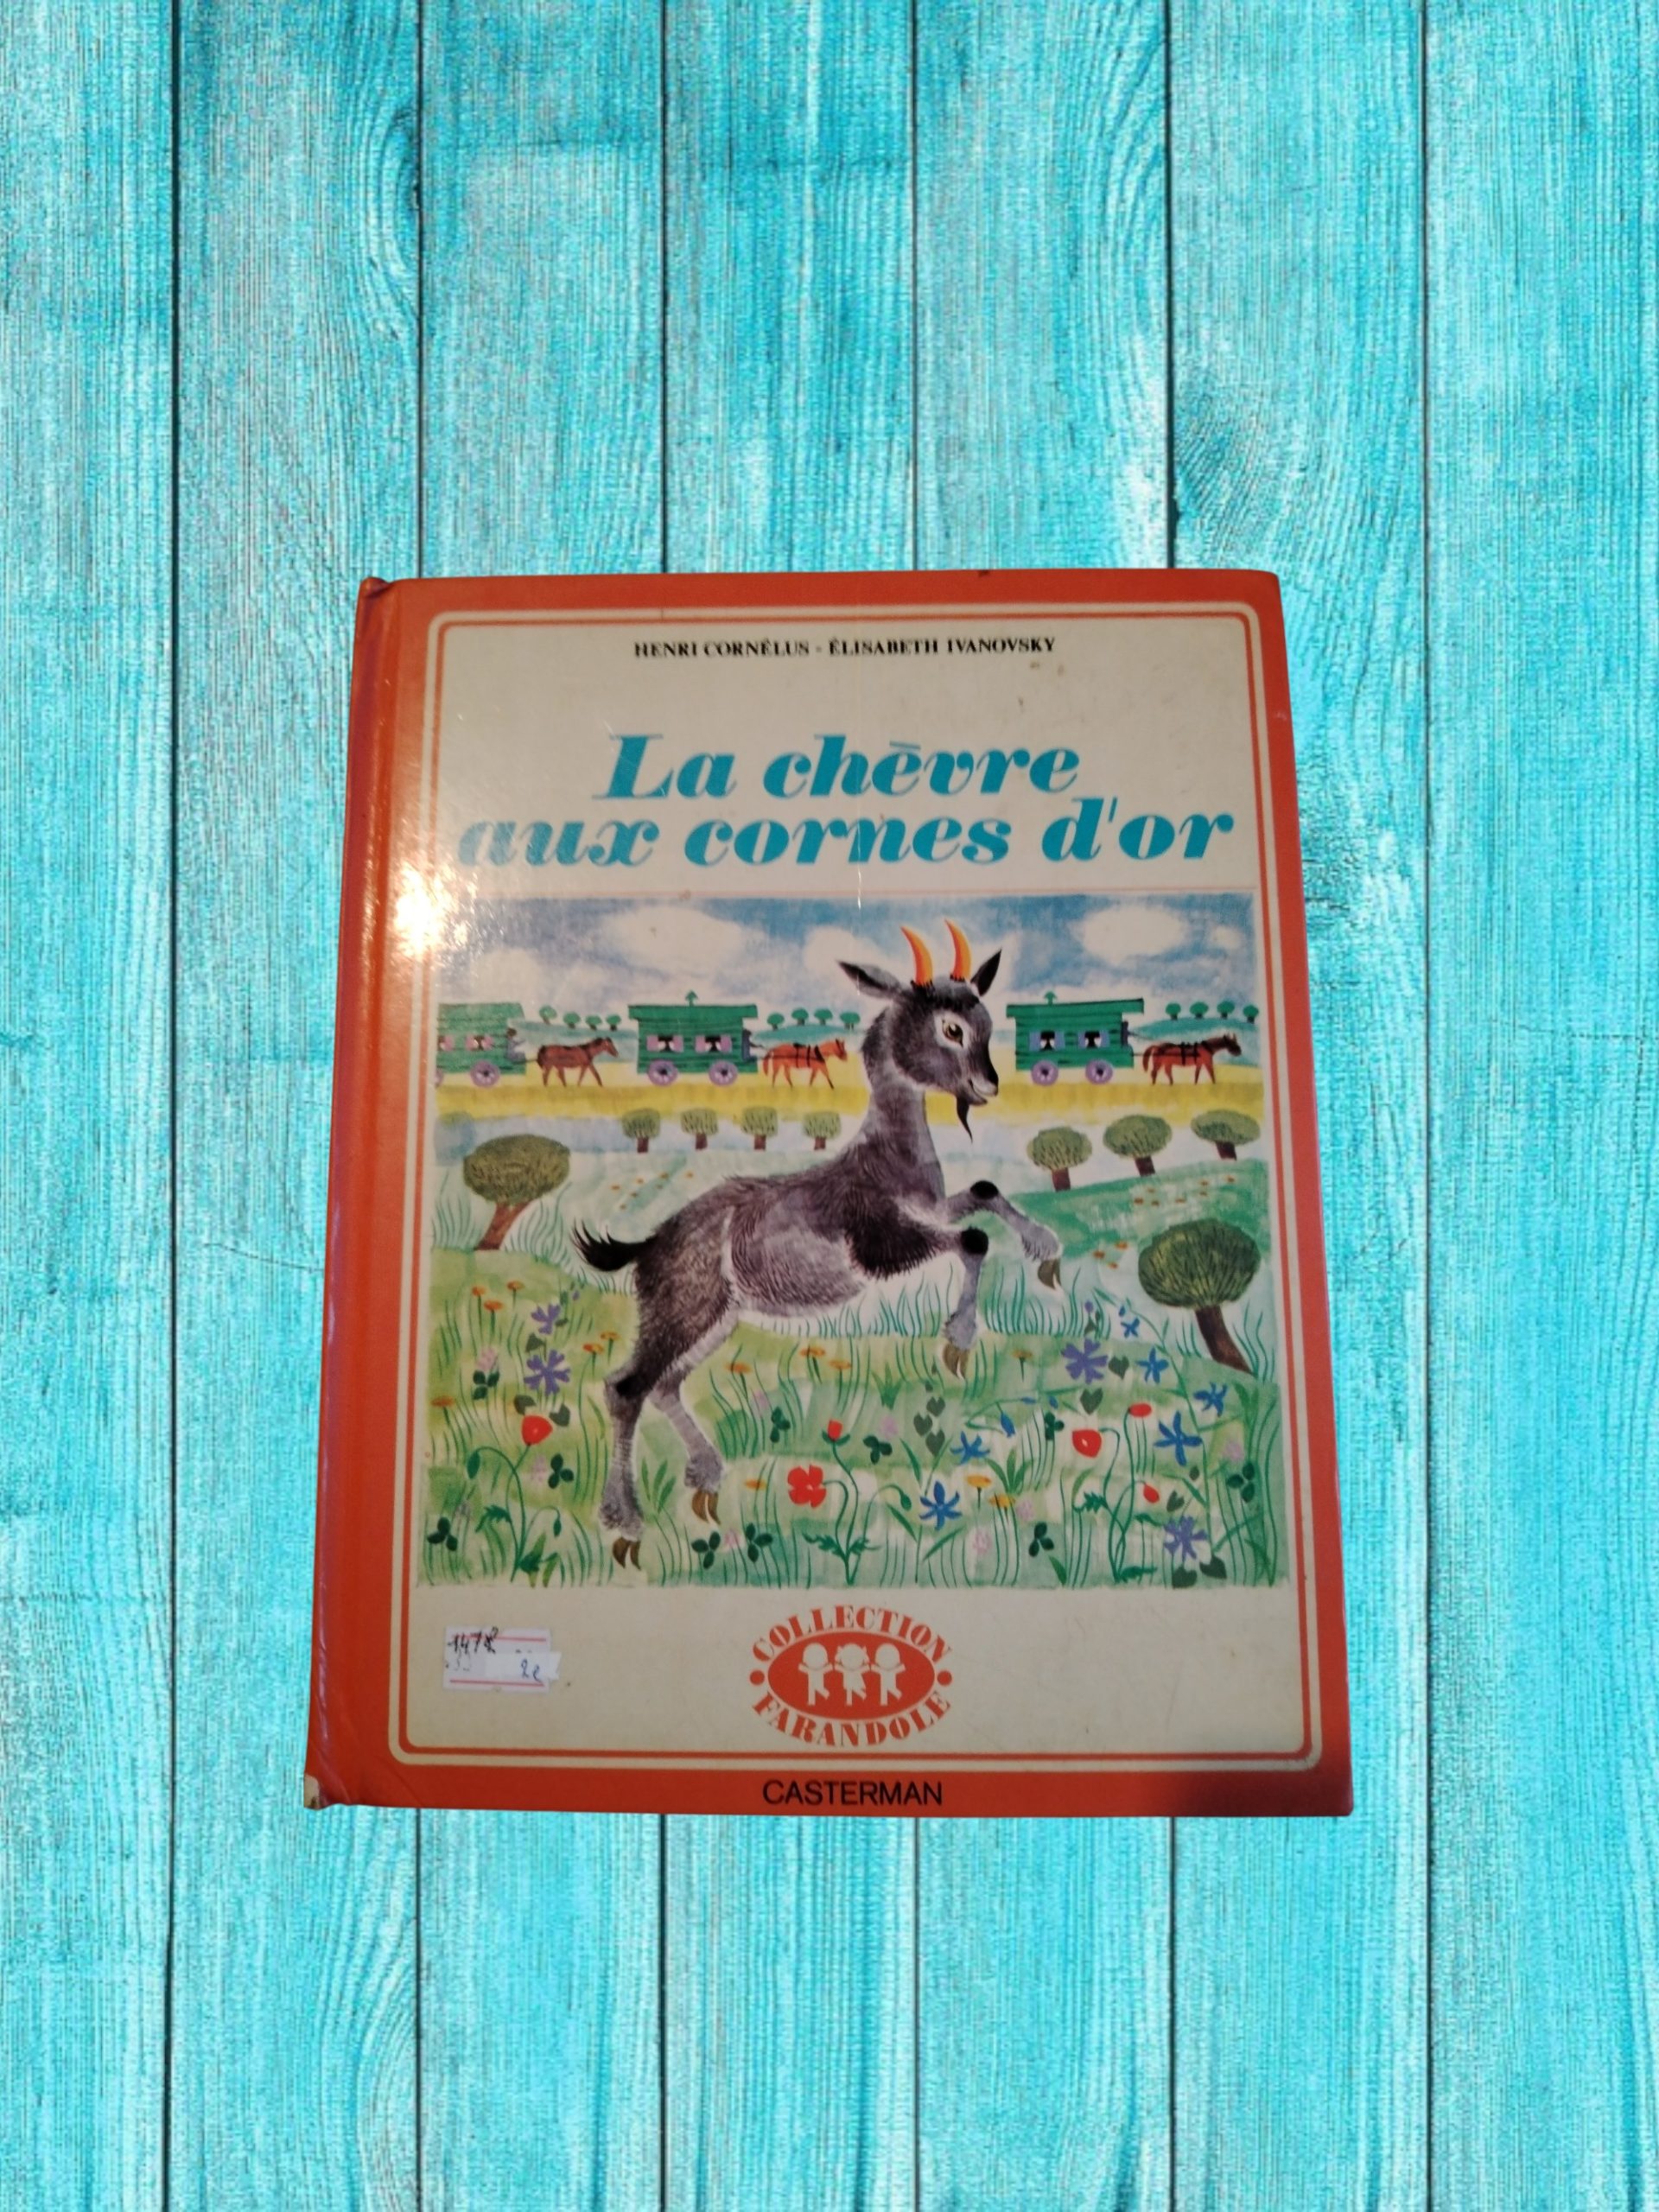 HENRI CORNÉLUS - ÉLISABETH IVANOVSKY
La chèvre
aux cornes d'or
COLLECTION
FARANDOLE
CASTERMAN